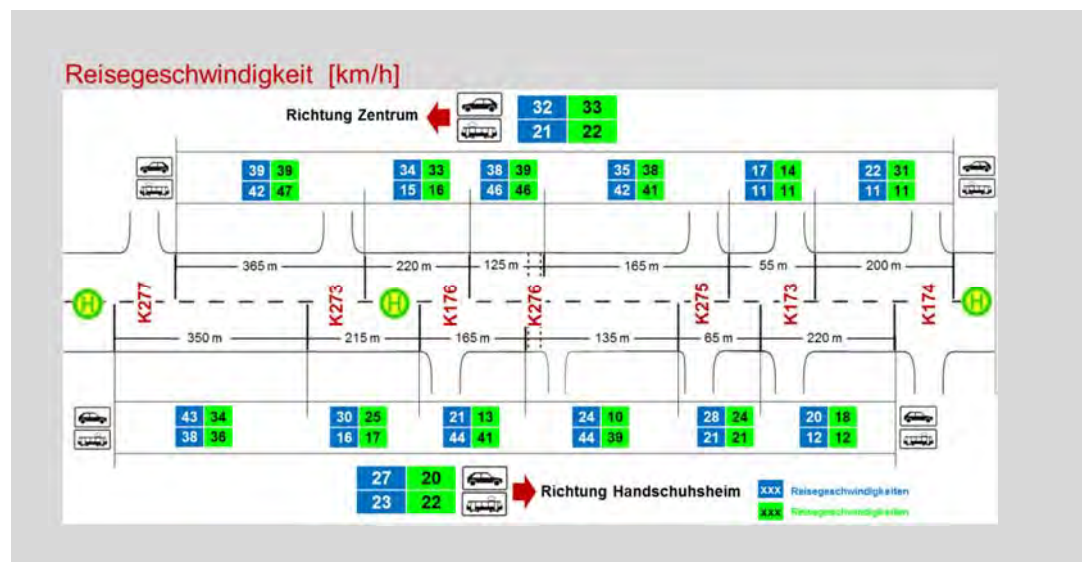 Reisegeschwindigkeit [km/h]
Richtung Zentrum
32 33
21 22
39 39 34 33 38 39 35 38 17 14 22 31
42 47 15 16 46 46 42 41 11 11 11 11
365 m 220 m 125 m 165 m 55 m 200 m
H K277 K273 H K176 K276 K275 K173 K174 H
350 m 215 m 165 m 135 m 65 m 220 m
43 34 30 25 21 13 24 10 28 24 20 18
38 36 16 17 44 41 44 39 21 21 12 12
27 20
23 22
Richtung Handschuhsheim
xxx Reisegeschwindigkeiten
xxx Reisegeschwindigkeiten